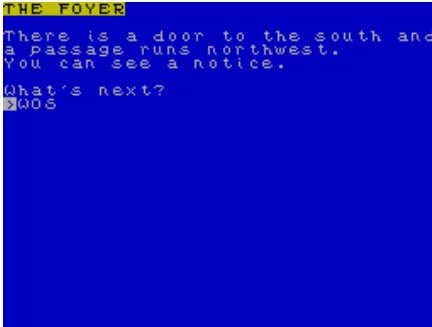 THE FOYER
There is a door to the south and
a passage runs northwest.
You can see a notice.
What's next?
>WOS